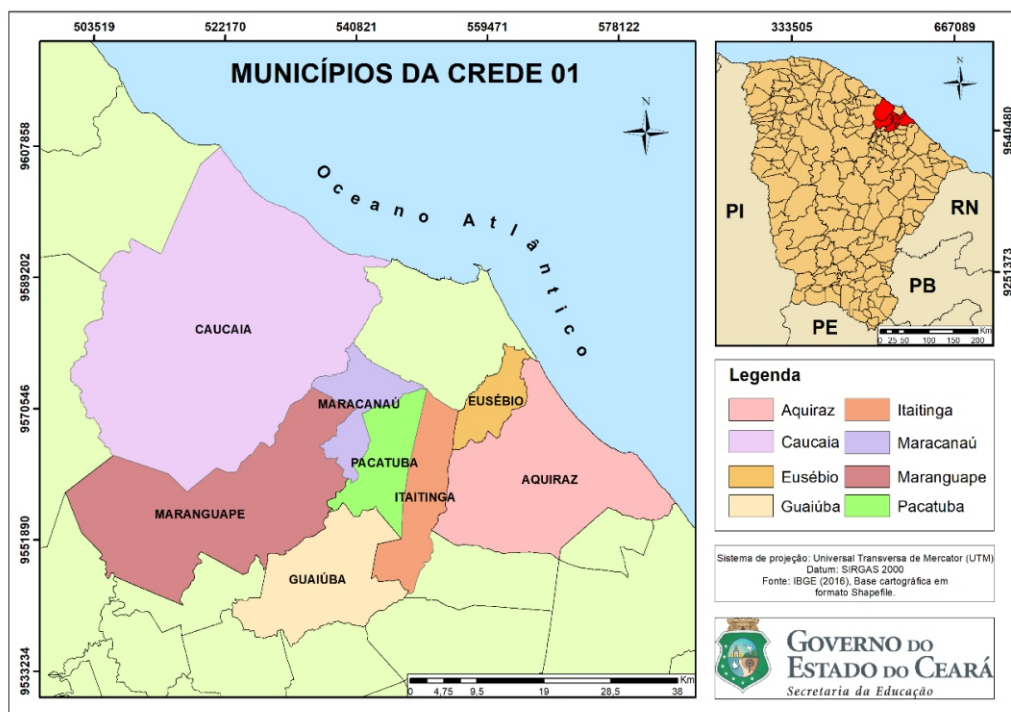 503519 522170 540821 559471 578122
MUNICÍPIOS DA CREDE 01
N
9607858
9589202
9570546
9551890
9533234
Oceano Atlântico
CAUCAIA
MARACANAÚ
EUSÉBIO
PACATUBA
AQUIRAZ
ITAITINGA
MARANGUAPE
GUAIÚBA
Km
0 4,75 9.5 19 28,5 38
333505 667089
N
9540480
9251373
PI
RN
PB
PE
Km
0 25 50 100 150 200
Legenda
Aquiraz
Caucaia
Eusébio
Guaiúba
Itaitinga
Maracanaú
Maranguape
Pacatuba
Sistema de projeção: Universal Transversa de Mercator (UTM)
Datum: SIRGAS 2000
Fonte: IBGE (2016), Base cartográfica em
formato Shapefile.
GOVERNO DO
ESTADO DO CEARÁ
Secretaria da Educação